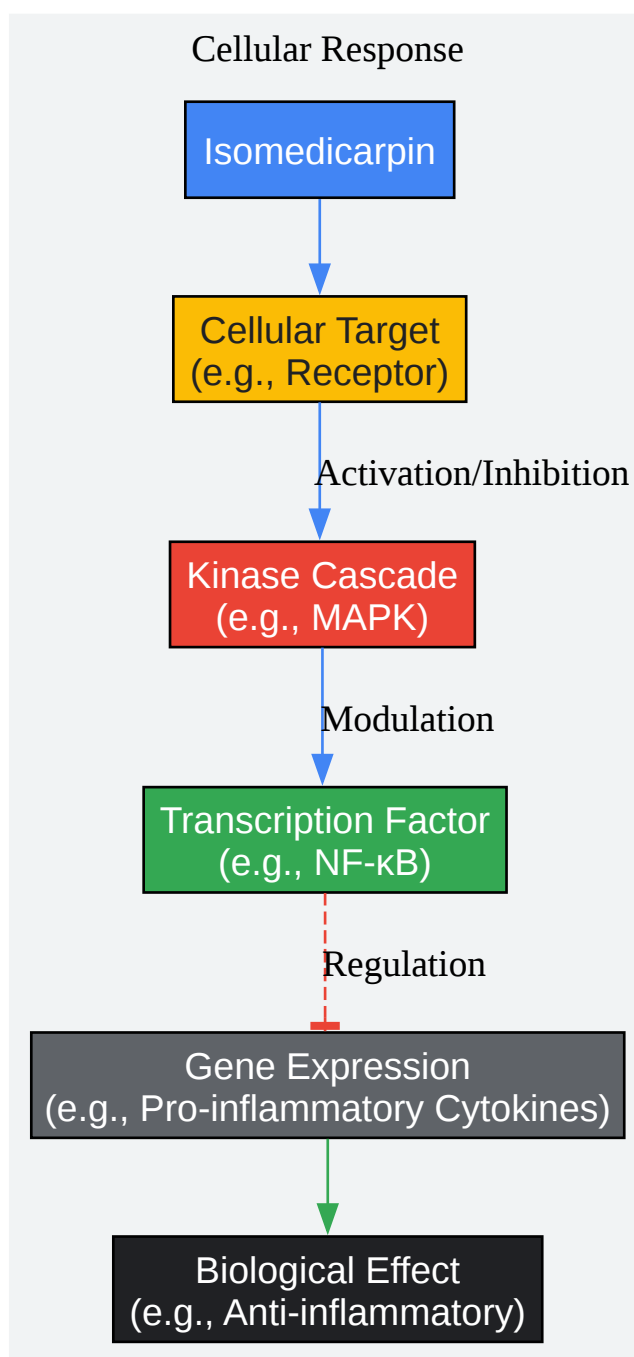 Cellular Response
Isomedicarpin
Cellular Target
(e.g., Receptor)
Activation/Inhibition
Kinase Cascade
(e.g., MAPK)
Modulation
Transcription Factor
(e.g., NF-κB)
Regulation
Gene Expression
(e.g., Pro-inflammatory Cytokines)
Biological Effect
(e.g., Anti-inflammatory)